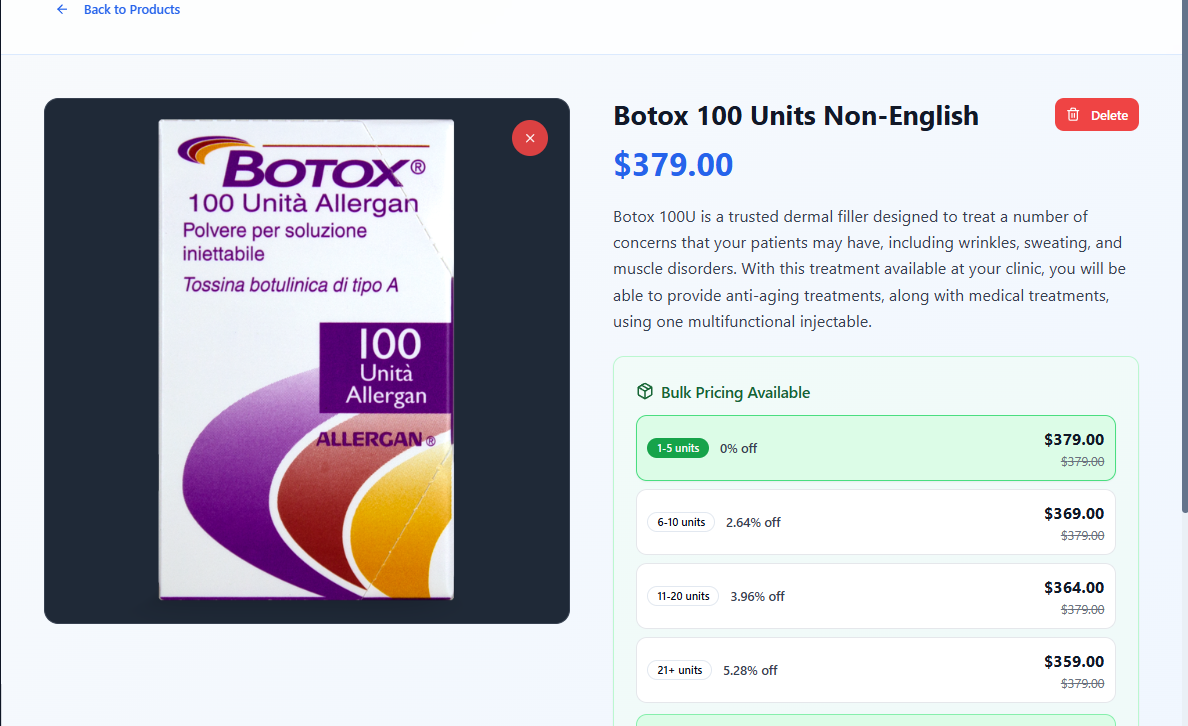 Back to Products
BOTOX®
100 Unità Allergan
Polvere per soluzione
iniettabile
Tossina botulinica di tipo A
100
Unità
Allergan
ALLERGAN®
Botox 100 Units Non-English
Delete
$379.00
Botox 100U is a trusted dermal filler designed to treat a number of
concerns that your patients may have, including wrinkles, sweating, and
muscle disorders. With this treatment available at your clinic, you will be
able to provide anti-aging treatments, along with medical treatments,
using one multifunctional injectable.
Bulk Pricing Available
1-5 units 0% off $379.00
$379.00
6-10 units 2.64% off $369.00
$379.00
11-20 units 3.96% off $364.00
$379.00
21+ units 5.28% off $359.00
$379.00